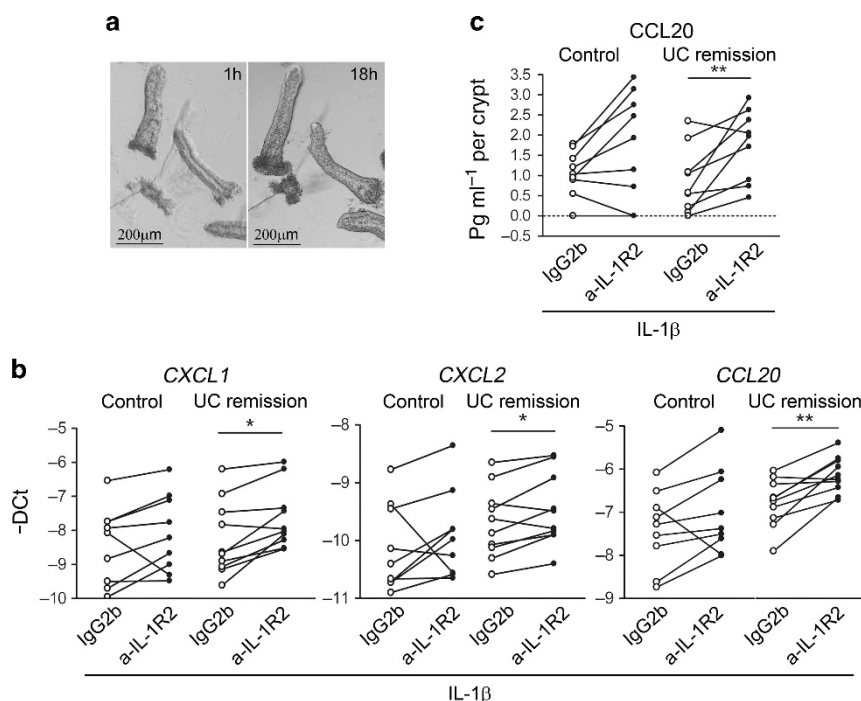 a
1h
18h
200μm
200μm
c
CCL20
Control UC remission
**
Pg ml⁻¹ per crypt
3.5
3.0
2.5
2.0
1.5
1.0
0.5
0.0
–0.5
IgG2b
a-IL-1R2
IgG2b
a-IL-1R2
IL-1β
b
CXCL1
Control UC remission
*
–DCt
–5
–6
–7
–8
–9
–10
IgG2b
a-IL-1R2
IgG2b
a-IL-1R2
CXCL2
Control UC remission
*
–8
–9
–10
–11
IgG2b
a-IL-1R2
IgG2b
a-IL-1R2
CCL20
Control UC remission
**
–5
–6
–7
–8
–9
IgG2b
a-IL-1R2
IgG2b
a-IL-1R2
IL-1β